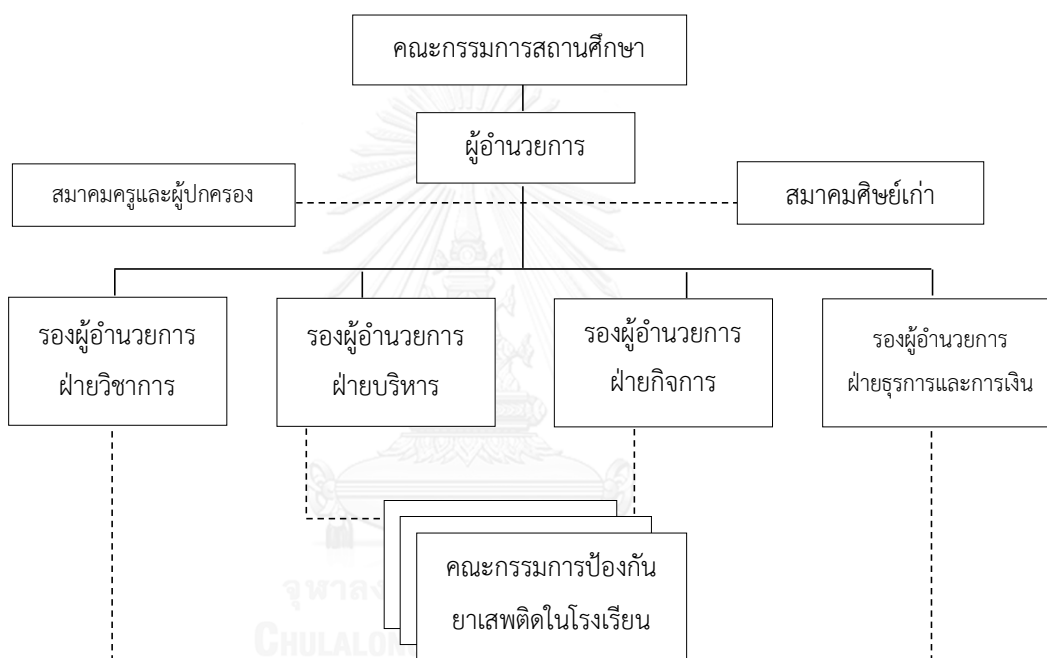 คณะกรรมการสถานศึกษา
ผู้อำนวยการ
สมาคมครูและผู้ปกครอง
สมาคมศิษย์เก่า
รองผู้อำนวยการ
ฝ่ายวิชาการ
รองผู้อำนวยการ
ฝ่ายบริหาร
รองผู้อำนวยการ
ฝ่ายกิจการ
รองผู้อำนวยการ
ฝ่ายธุรการและการเงิน
คณะกรรมการป้องกัน
ยาเสพติดในโรงเรียน
จุฬาลง
CHULALON